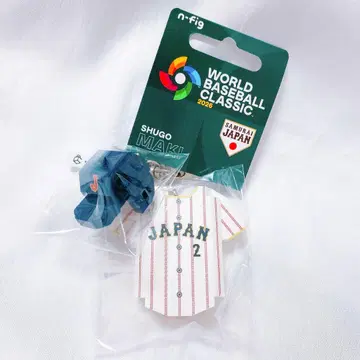 n-fig
WORLD
BASEBALL
CLASSIC
2026
SAMURAI
JAPAN
SHUGO
MAKI
J
JAPAN
2